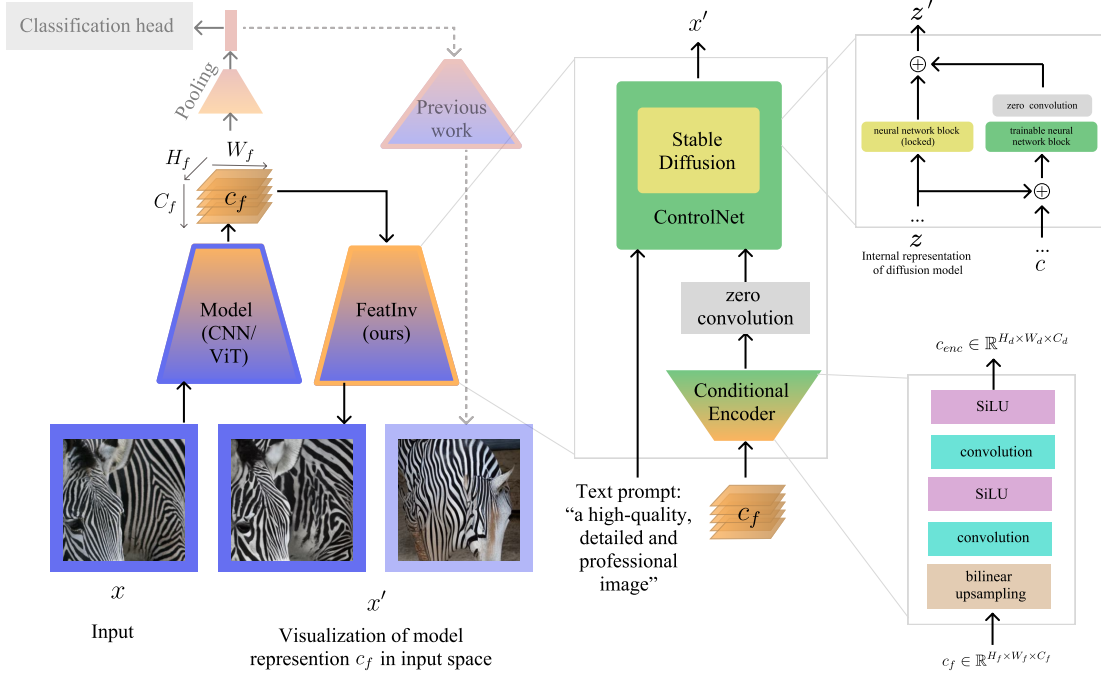 Classification head
Pooling
Previous
work
H_f
W_f
C_f
c_f
Model
(CNN/
ViT)
FeatInv
(ours)
x
Input
x′
Visualization of model
represention c_f in input space
x′
Stable
Diffusion
ControlNet
zero
convolution
Conditional
Encoder
c_f
Text prompt:
“a high-quality,
detailed and
professional
image”
z′
zero convolution
neural network block
(locked)
trainable neural
network block
...
z
Internal representation
of diffusion model
...
c
c_{enc} ∈ ℝ^{H_d×W_d×C_d}
SiLU
convolution
SiLU
convolution
bilinear
upsampling
c_f ∈ ℝ^{H_f×W_f×C_f}